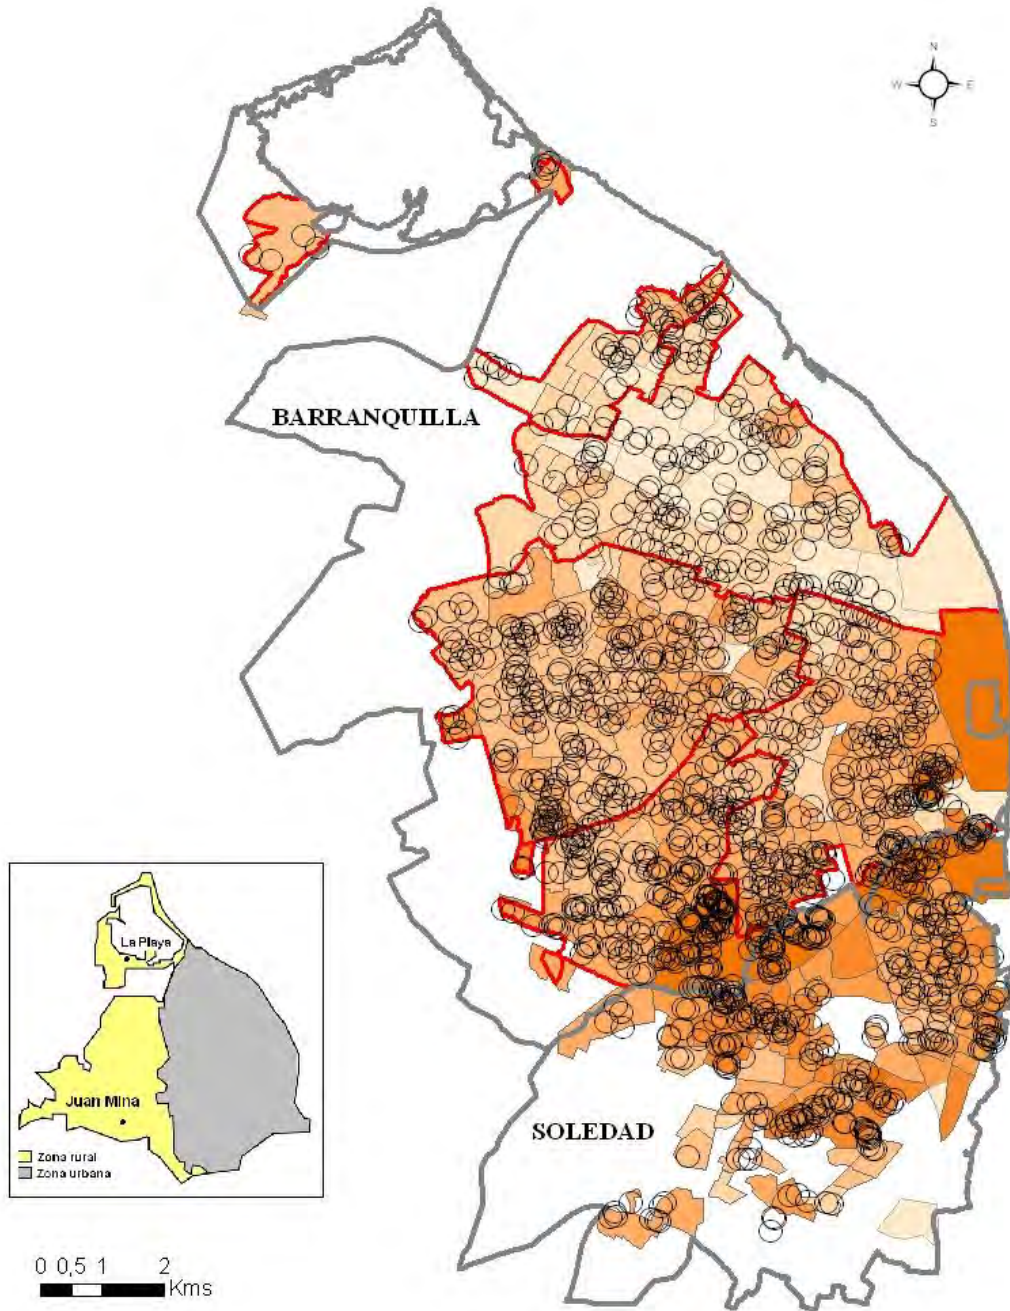 N
W E
S
BARRANQUILLA
La Playa
Juan Mina
Zona rural
Zona urbana
SOLEDAD
0 0,5 1 2
Kms